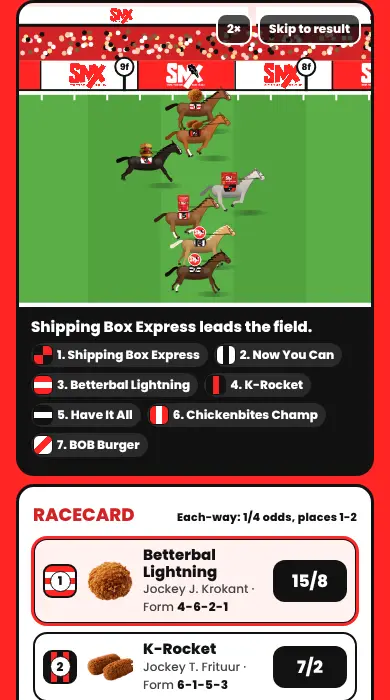 SNX
2×
Skip to result
SNX
9f
SNX
SNX
8f
Shipping Box Express leads the field.
1. Shipping Box Express
2. Now You Can
3. Betterbal Lightning
4. K-Rocket
5. Have It All
6. Chickenbites Champ
7. BOB Burger
RACECARD
Each-way: 1/4 odds, places 1-2
1
Betterbal
Lightning
Jockey J. Krokant ·
Form 4-6-2-1
15/8
2
K-Rocket
Jockey T. Frituur ·
Form 6-1-5-3
7/2